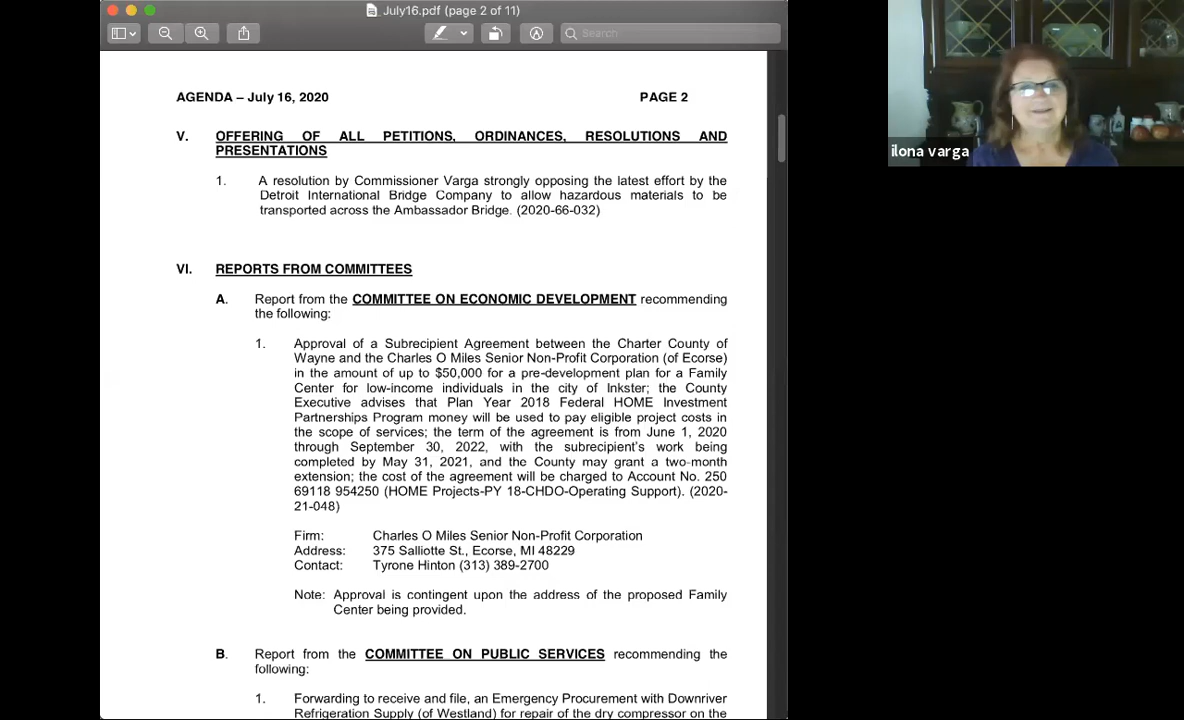 July16.pdf (page 2 of 11)
Search
AGENDA – July 16, 2020 PAGE 2
V. OFFERING OF ALL PETITIONS, ORDINANCES, RESOLUTIONS AND
PRESENTATIONS
1. A resolution by Commissioner Varga strongly opposing the latest effort by the
Detroit International Bridge Company to allow hazardous materials to be
transported across the Ambassador Bridge. (2020-66-032)
VI. REPORTS FROM COMMITTEES
A. Report from the COMMITTEE ON ECONOMIC DEVELOPMENT recommending
the following:
1. Approval of a Subrecipient Agreement between the Charter County of
Wayne and the Charles O Miles Senior Non-Profit Corporation (of Ecorse)
in the amount of up to $50,000 for a pre-development plan for a Family
Center for low-income individuals in the city of Inkster; the County
Executive advises that Plan Year 2018 Federal HOME Investment
Partnerships Program money will be used to pay eligible project costs in
the scope of services; the term of the agreement is from June 1, 2020
through September 30, 2022, with the subrecipient's work being
completed by May 31, 2021, and the County may grant a two-month
extension; the cost of the agreement will be charged to Account No. 250
69118 954250 (HOME Projects-PY 18-CHDO-Operating Support). (2020-
21-048)
Firm: Charles O Miles Senior Non-Profit Corporation
Address: 375 Salliotte St., Ecorse, MI 48229
Contact: Tyrone Hinton (313) 389-2700
Note: Approval is contingent upon the address of the proposed Family
Center being provided.
B. Report from the COMMITTEE ON PUBLIC SERVICES recommending the
following:
1. Forwarding to receive and file, an Emergency Procurement with Downriver
Refrigeration Supply (of Westland) for repair of the dry compressor on the
ilona varga